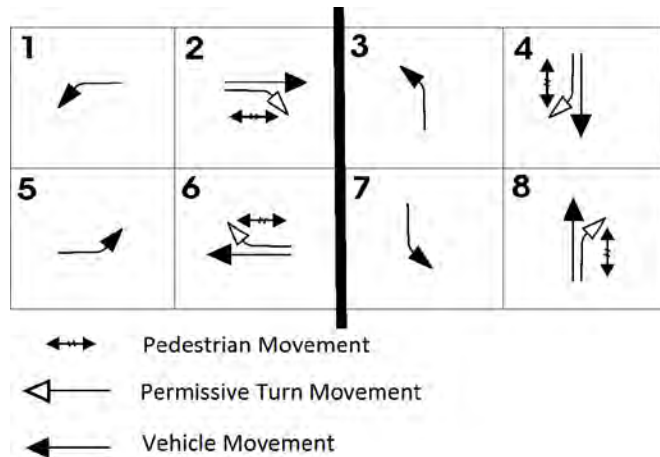 1 2 3 4
5 6 7 8
Pedestrian Movement
Permissive Turn Movement
Vehicle Movement